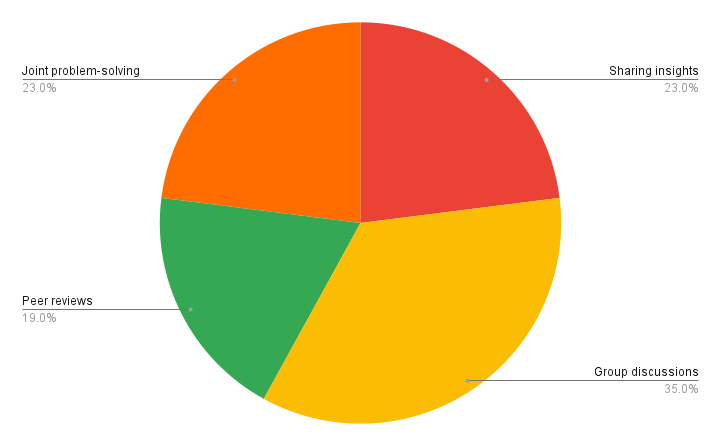 Joint problem-solving
23.0%
Sharing insights
23.0%
Peer reviews
19.0%
Group discussions
35.0%